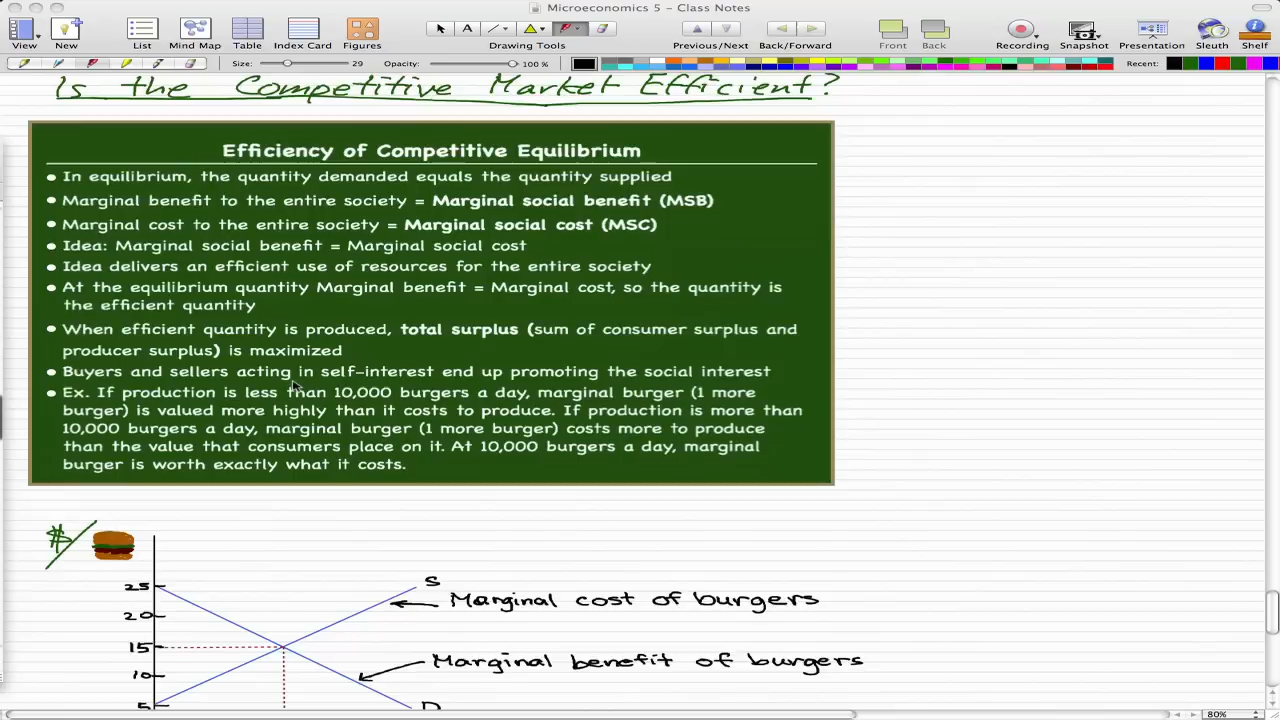 Microeconomics 5 - Class Notes
View New List Mind Map Table Index Card Figures Drawing Tools Previous/Next Back/Forward Front Back Recording Snapshot Presentation Sleuth Shelf
Size: 29 Opacity: 100 % Recent:
Is the Competitive Market Efficient?
Efficiency of Competitive Equilibrium
• In equilibrium, the quantity demanded equals the quantity supplied
• Marginal benefit to the entire society = Marginal social benefit (MSB)
• Marginal cost to the entire society = Marginal social cost (MSC)
• Idea: Marginal social benefit = Marginal social cost
• Idea delivers an efficient use of resources for the entire society
• At the equilibrium quantity Marginal benefit = Marginal cost, so the quantity is
the efficient quantity
• When efficient quantity is produced, total surplus (sum of consumer surplus and
producer surplus) is maximized
• Buyers and sellers acting in self-interest end up promoting the social interest
• Ex. If production is less than 10,000 burgers a day, marginal burger (1 more
burger) is valued more highly than it costs to produce. If production is more than
10,000 burgers a day, marginal burger (1 more burger) costs more to produce
than the value that consumers place on it. At 10,000 burgers a day, marginal
burger is worth exactly what it costs.
$/
25
S
Marginal cost of burgers
20
15
Marginal benefit of burgers
10
5
D
80%